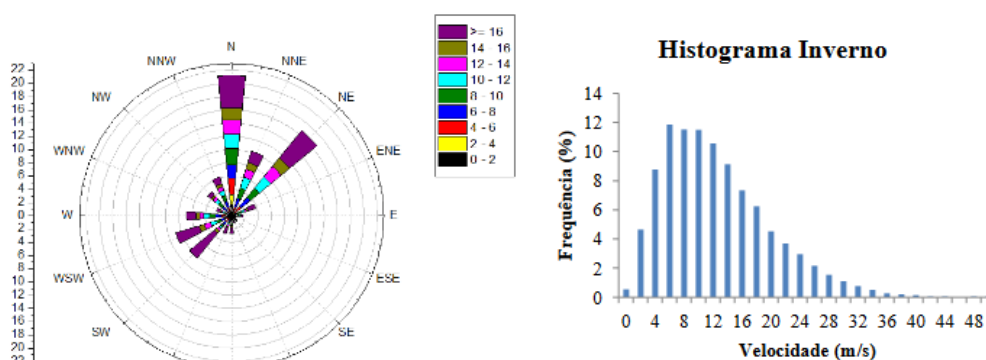 N
NNW
NNE
NW
NE
WNW
ENE
W
E
WSW
ESE
SW
SE
22
20
18
16
14
12
10
8
6
4
2
0
2
4
6
8
10
12
14
16
18
20
22
>= 16
14 - 16
12 - 14
10 - 12
8 - 10
6 - 8
4 - 6
2 - 4
0 - 2
Histograma Inverno
Frequência (%)
14
12
10
8
6
4
2
0
0 4 8 12 16 20 24 28 32 36 40 44 48
Velocidade (m/s)